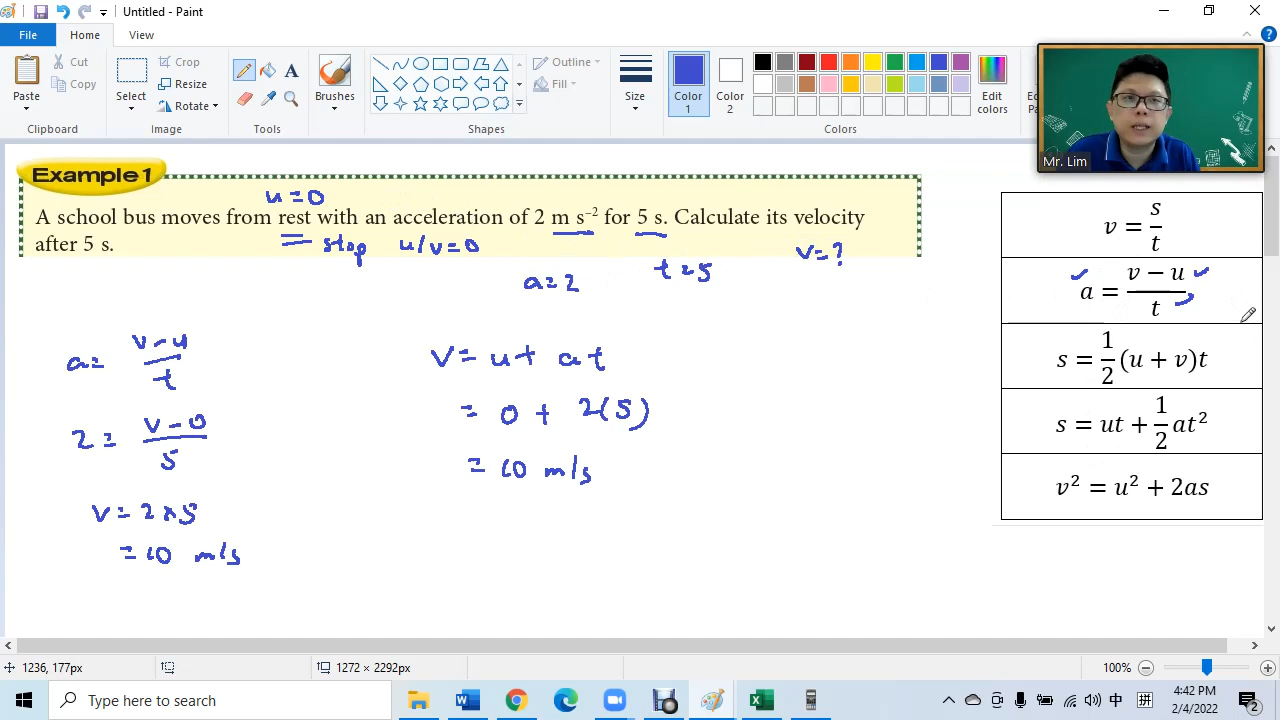 Untitled - Paint
File Home View
Paste Cut Copy Clipboard
Select Crop Resize Rotate Image
Tools
Brushes
Shapes Outline Fill
Size
Color 1 Color 2 Edit colors Colors
Mr. Lim
Example 1
u = 0
A school bus moves from rest with an acceleration of 2 m s⁻² for 5 s. Calculate its velocity
after 5 s.
stop u/v=0 v=?
a=2 t=5
a= v-u / t
2 = v-0 / 5
v= 2×5
=10 m/s
v= u+ at
= 0 + 2(5)
= 10 m/s
v = s/t
a = (v − u)/t
s = 1/2 (u + v)t
s = ut + 1/2 at²
v² = u² + 2as
1236, 177px 1272 × 2292px 100%
Type here to search
中 拼
4:42 PM
2/4/2022
2